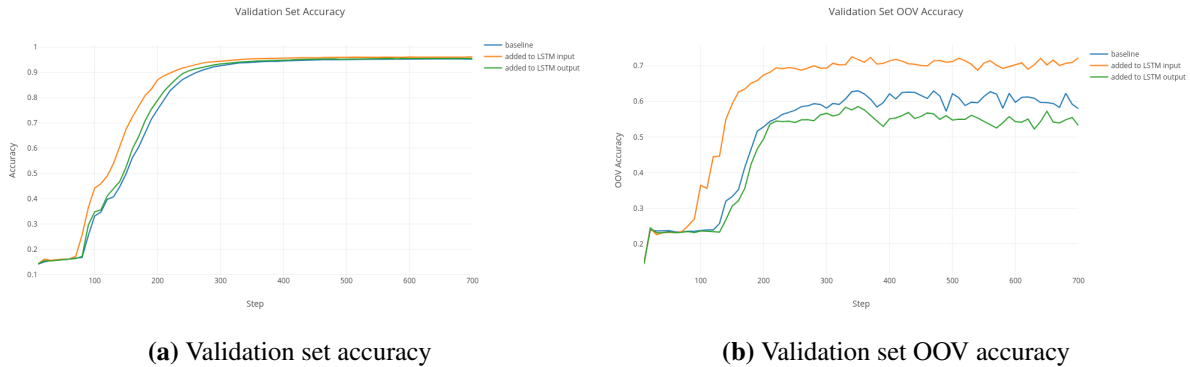 Validation Set Accuracy
1
0.9
0.8
0.7
0.6
0.5
0.4
0.3
0.2
0.1
Accuracy
100
200
300
400
500
600
700
Step
baseline
added to LSTM input
added to LSTM output
(a) Validation set accuracy
Validation Set OOV Accuracy
0.7
0.6
0.5
0.4
0.3
0.2
OOV Accuracy
100
200
300
400
500
600
700
Step
baseline
added to LSTM input
added to LSTM output
(b) Validation set OOV accuracy